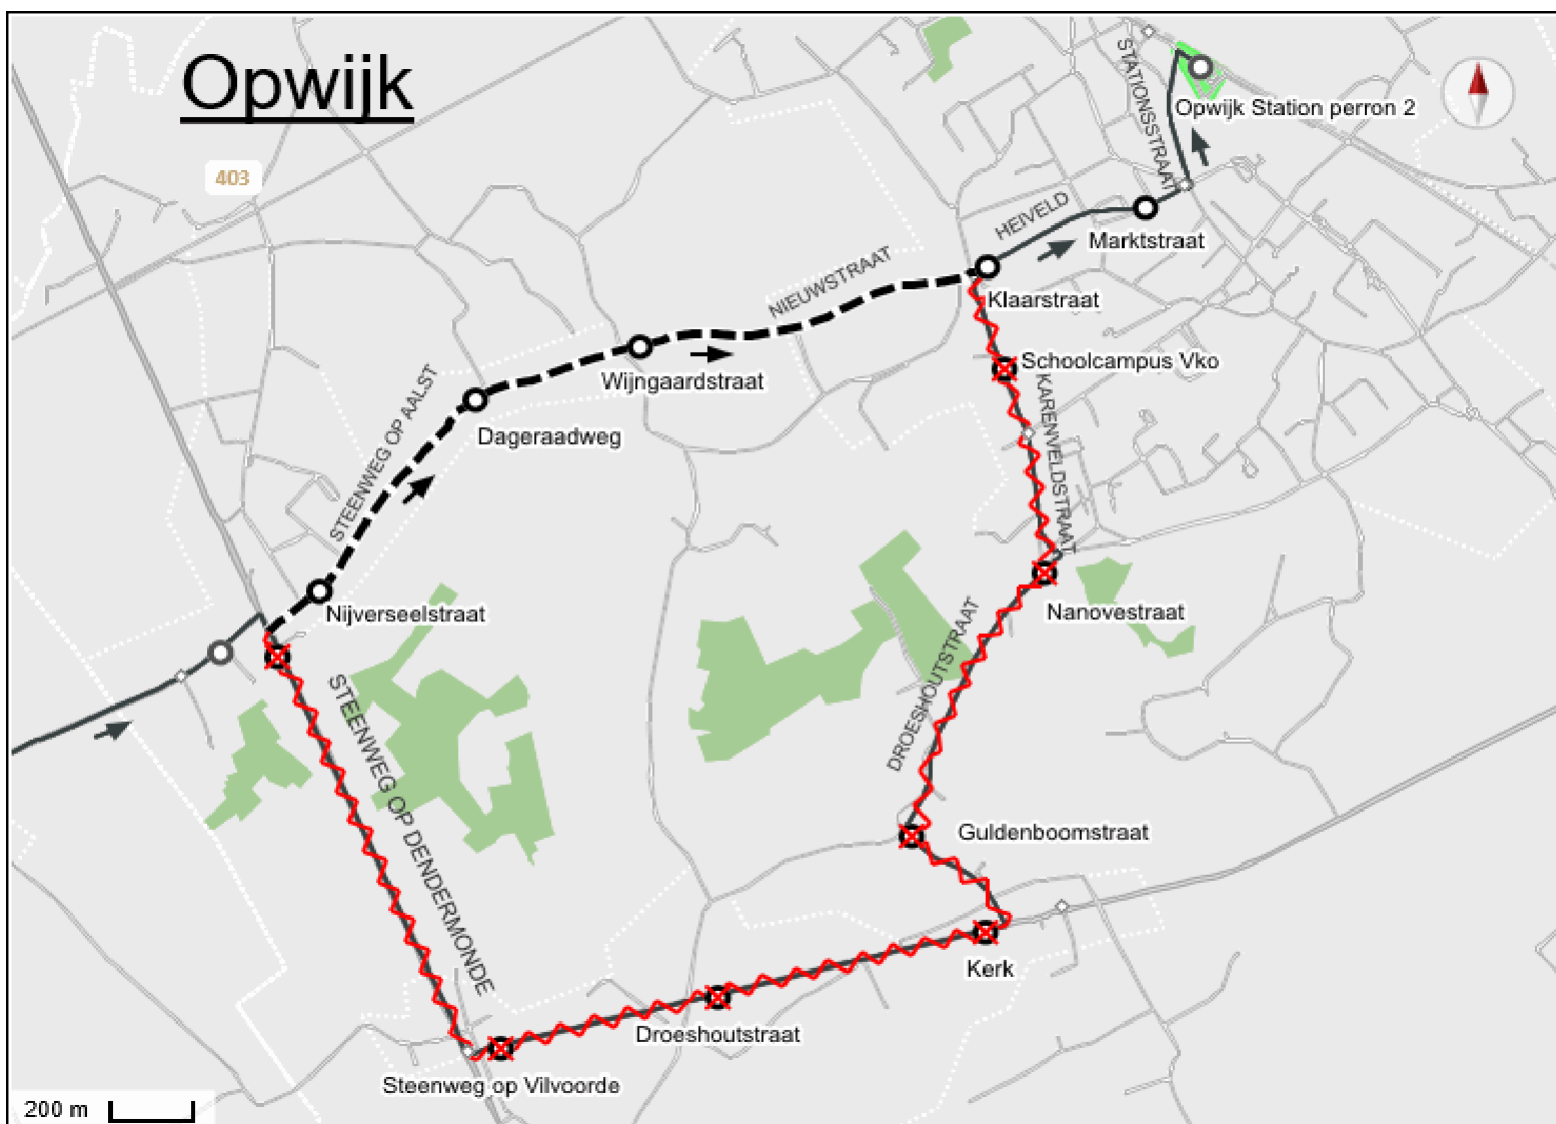 Opwijk
403
STATIONSSTRAAT
Opwijk Station perron 2
HEIVELD
Marktstraat
NIEUWSTRAAT
Klaarstraat
Schoolcampus Vko
Wijngaardstraat
STEENWEG OP AALST
KARENVELDSTRAAT
Dageraadweg
Nijverseelstraat
Nanovestraat
DROESHOUTSTRAAT
STEENWEG OP DENDERMONDE
Guldenboomstraat
Kerk
Droeshoutstraat
Steenweg op Vilvoorde
200 m